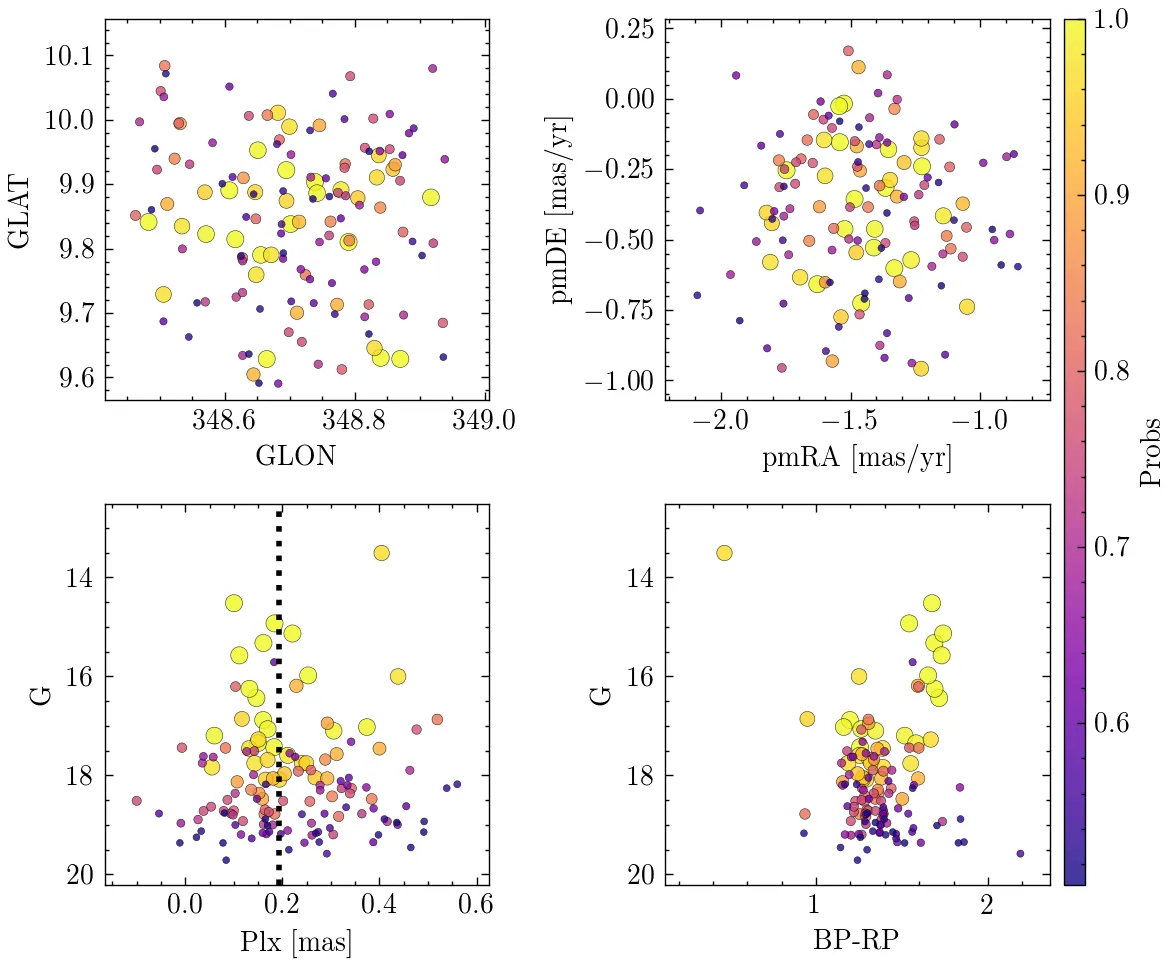 10.1
10.0
9.9
9.8
9.7
9.6
GLAT
348.6 348.8 349.0
GLON
0.25
0.00
−0.25
−0.50
−0.75
−1.00
pmDE [mas/yr]
−2.0 −1.5 −1.0
pmRA [mas/yr]
1.0
0.9
0.8
0.7
0.6
Probs
14
16
18
20
G
0.0 0.2 0.4 0.6
Plx [mas]
14
16
18
20
G
1 2
BP-RP